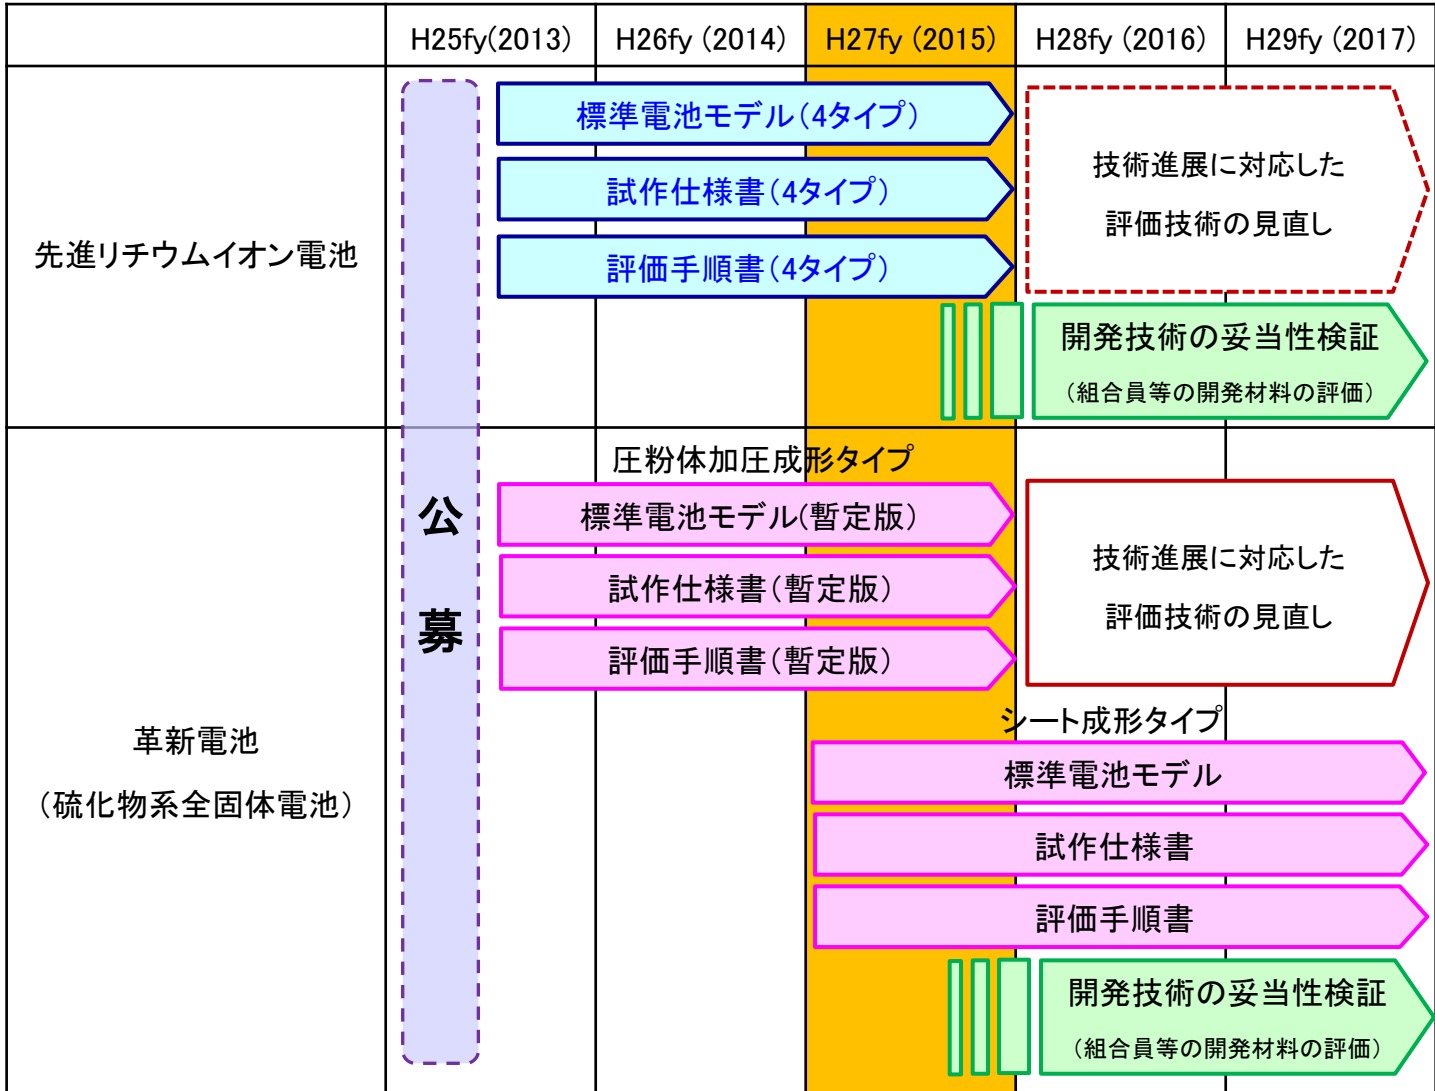 H25fy(2013)
H26fy (2014)
H27fy (2015)
H28fy (2016)
H29fy (2017)
先進リチウムイオン電池
標準電池モデル(4タイプ)
試作仕様書(4タイプ)
評価手順書(4タイプ)
技術進展に対応した
評価技術の見直し
開発技術の妥当性検証
(組合員等の開発材料の評価)
公
募
革新電池
(硫化物系全固体電池)
圧粉体加圧成形タイプ
標準電池モデル(暫定版)
試作仕様書(暫定版)
評価手順書(暫定版)
技術進展に対応した
評価技術の見直し
シート成形タイプ
標準電池モデル
試作仕様書
評価手順書
開発技術の妥当性検証
(組合員等の開発材料の評価)